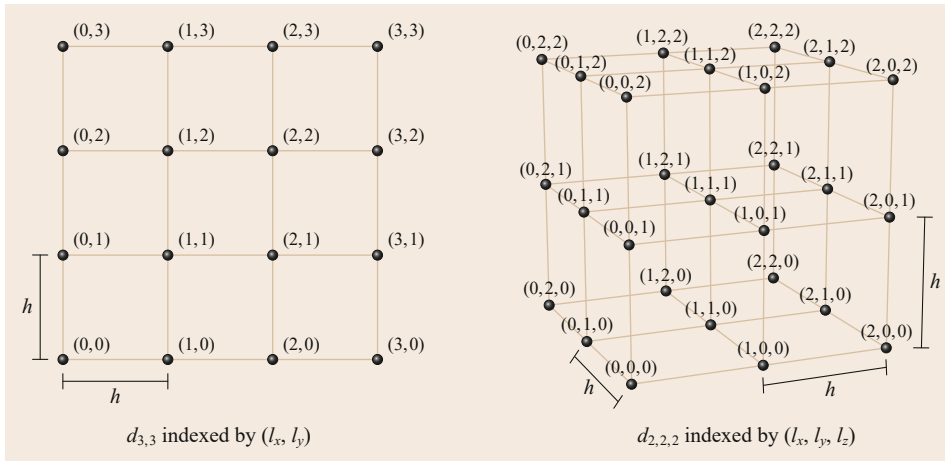 (0,3) (1,3) (2,3) (3,3)
(0,2) (1,2) (2,2) (3,2)
(0,1) (1,1) (2,1) (3,1)
h
(0,0) (1,0) (2,0) (3,0)
h
d3,3 indexed by (lx, ly)
(0,2,2) (1,2,2) (2,2,2)
(0,1,2) (1,1,2) (2,1,2)
(0,0,2) (1,0,2) (2,0,2)
(0,2,1) (1,2,1) (2,2,1)
(0,1,1) (1,1,1) (2,1,1)
(0,0,1) (1,0,1) (2,0,1)
(0,2,0) (1,2,0) (2,2,0)
(0,1,0) (1,1,0) (2,1,0)
(0,0,0) (1,0,0) (2,0,0)
h
h
h
d2,2,2 indexed by (lx, ly, lz)